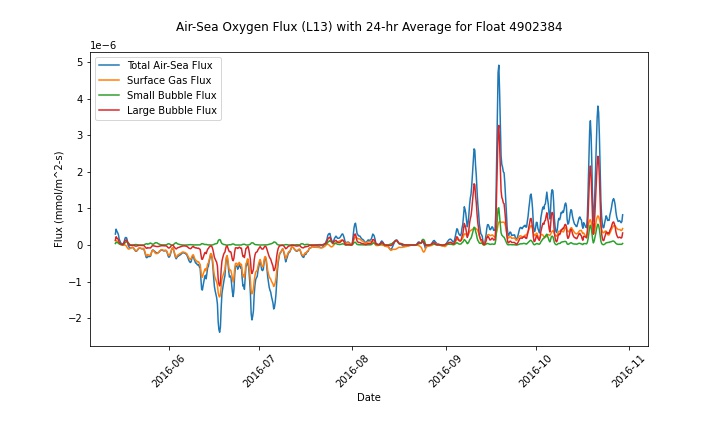 Air-Sea Oxygen Flux (L13) with 24-hr Average for Float 4902384
1e−6
Total Air-Sea Flux
Surface Gas Flux
Small Bubble Flux
Large Bubble Flux
5
4
3
2
1
0
−1
−2
Flux (mmol/m^2-s)
2016-06
2016-07
2016-08
2016-09
2016-10
2016-11
Date